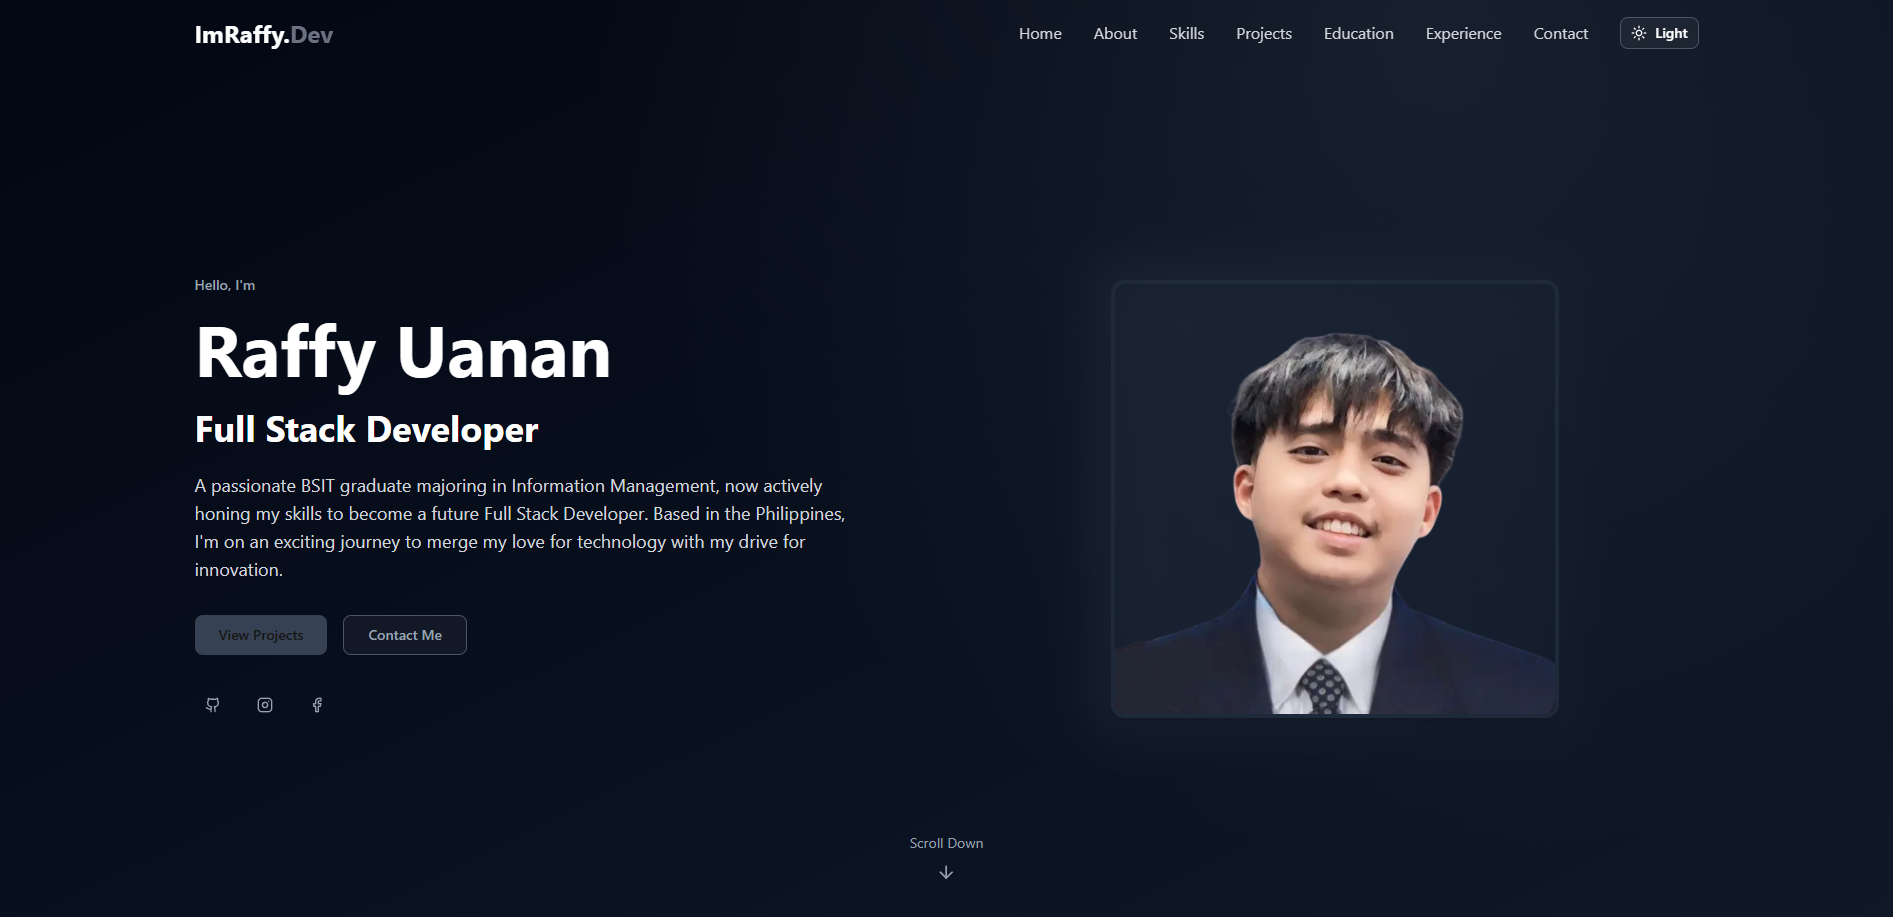 ImRaffy.Dev
Home About Skills Projects Education Experience Contact Light
Hello, I'm
Raffy Uanan
Full Stack Developer
A passionate BSIT graduate majoring in Information Management, now actively
honing my skills to become a future Full Stack Developer. Based in the Philippines,
I'm on an exciting journey to merge my love for technology with my drive for
innovation.
View Projects Contact Me
Scroll Down